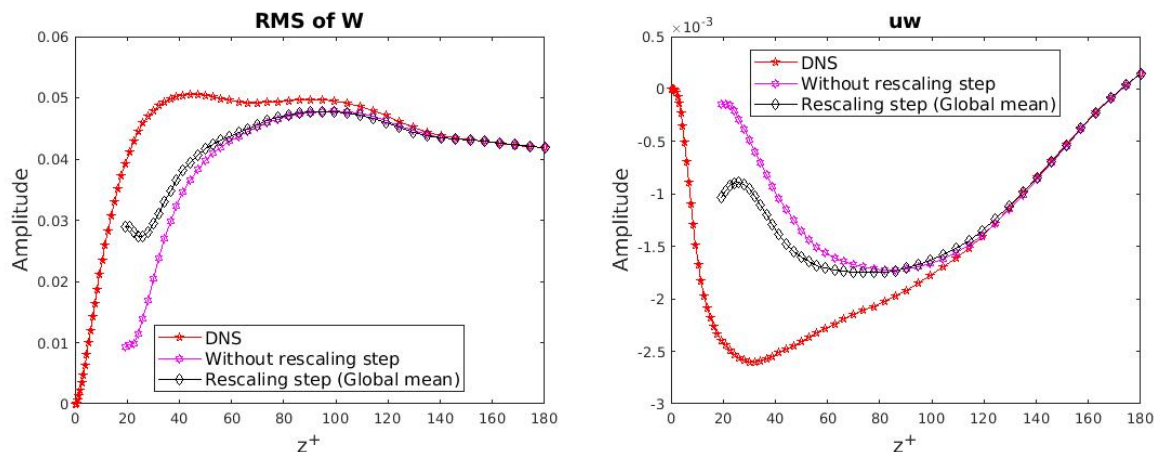 RMS of W
0.06
0.05
0.04
0.03
0.02
0.01
0
Amplitude
DNS
Without rescaling step
Rescaling step (Global mean)
0 20 40 60 80 100 120 140 160 180
z⁺
uw
×10⁻³
0.5
0
-0.5
-1
-1.5
-2
-2.5
-3
Amplitude
DNS
Without rescaling step
Rescaling step (Global mean)
0 20 40 60 80 100 120 140 160 180
z⁺